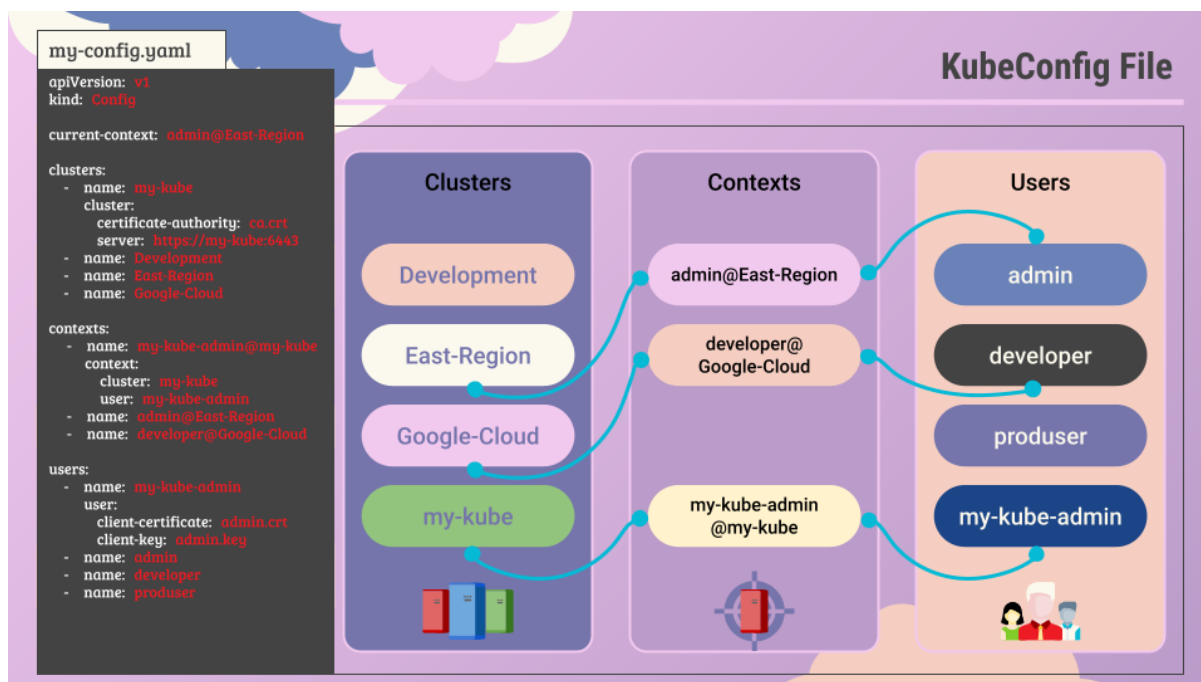 my-config.yaml
apiVersion: v1
kind: Config
current-context: admin@East-Region
clusters:
- name: my-kube
cluster:
certificate-authority: ca.crt
server: https://my-kube:6443
- name: Development
- name: East-Region
- name: Google-Cloud
contexts:
- name: my-kube-admin@my-kube
context:
cluster: my-kube
user: my-kube-admin
- name: admin@East-Region
- name: developer@Google-Cloud
users:
- name: my-kube-admin
user:
client-certificate: admin.crt
client-key: admin.key
- name: admin
- name: developer
- name: produser
KubeConfig File
Clusters
Development
East-Region
Google-Cloud
my-kube
Contexts
admin@East-Region
developer@
Google-Cloud
my-kube-admin
@my-kube
Users
admin
developer
produser
my-kube-admin